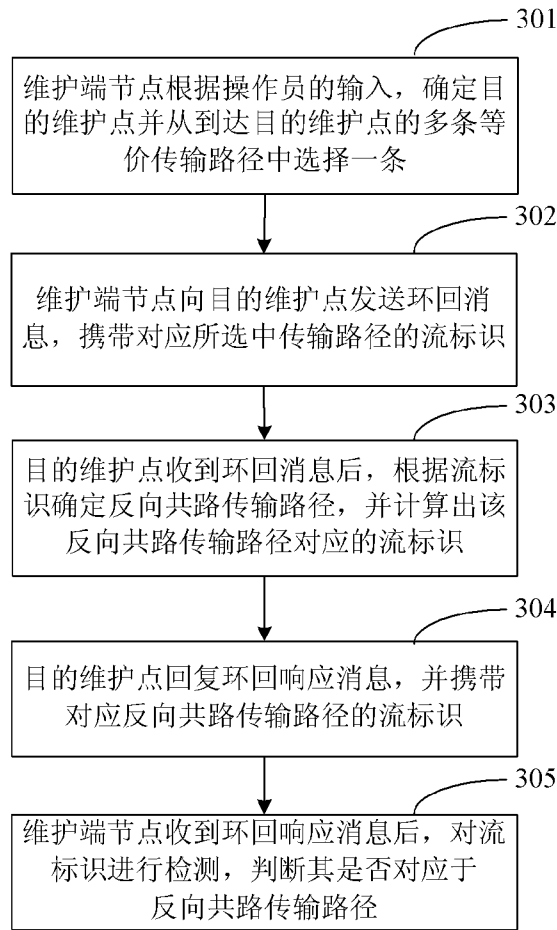 301
维护端节点根据操作员的输入，确定目
的维护点并从到达目的维护点的多条等
价传输路径中选择一条
302
维护端节点向目的维护点发送环回消
息，携带对应所选中传输路径的流标识
303
目的维护点收到环回消息后，根据流标
识确定反向共路传输路径，并计算出该
反向共路传输路径对应的流标识
304
目的维护点回复环回响应消息，并携带
对应反向共路传输路径的流标识
305
维护端节点收到环回响应消息后，对流
标识进行检测，判断其是否对应于
反向共路传输路径